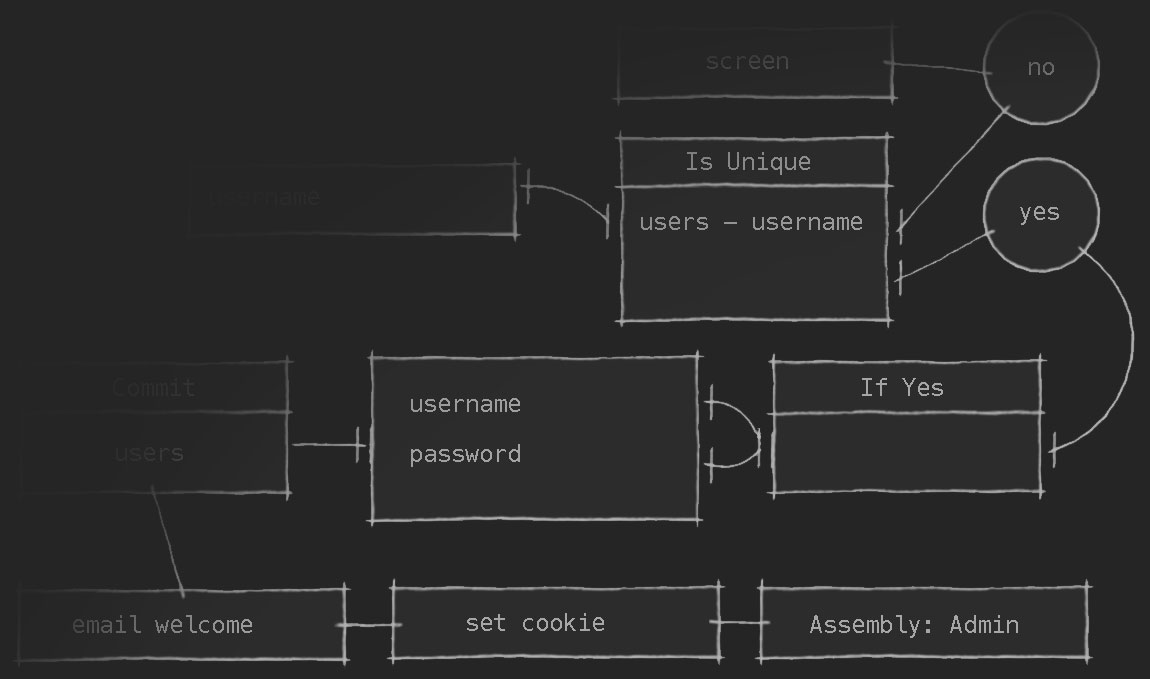 screen
no
Is Unique
username
users – username
yes
Commit
users
username
password
If Yes
email welcome
set cookie
Assembly: Admin